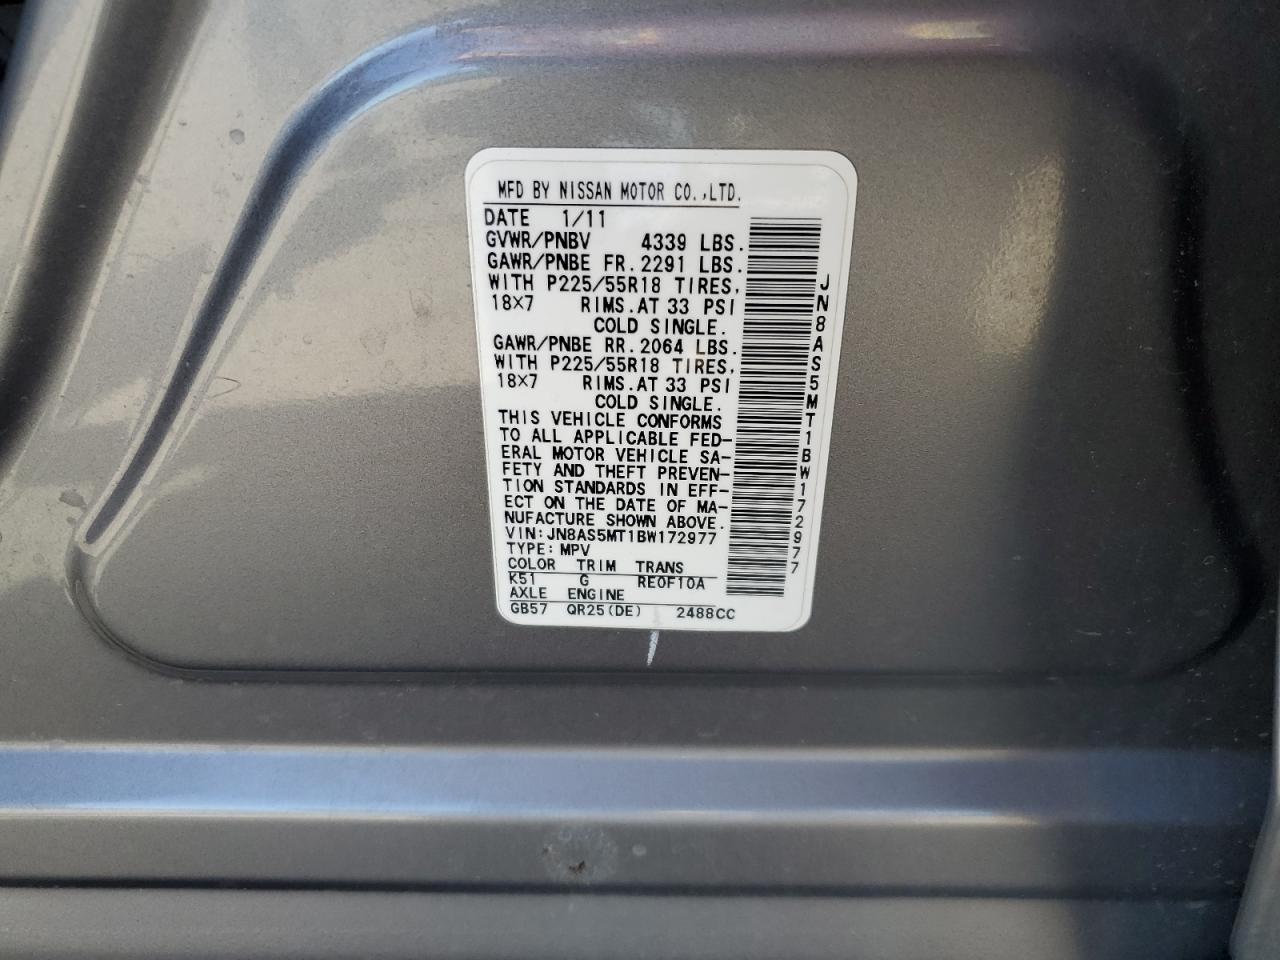 MFD BY NISSAN MOTOR CO.,LTD.
DATE 1/11
GVWR/PNBV 4339 LBS.
GAWR/PNBE FR.2291 LBS.
WITH P225/55R18 TIRES,
18×7 RIMS.AT 33 PSI
COLD SINGLE.
GAWR/PNBE RR.2064 LBS.
WITH P225/55R18 TIRES,
18×7 RIMS.AT 33 PSI
COLD SINGLE.
THIS VEHICLE CONFORMS
TO ALL APPLICABLE FED-
ERAL MOTOR VEHICLE SA-
FETY AND THEFT PREVEN-
TION STANDARDS IN EFF-
ECT ON THE DATE OF MA-
NUFACTURE SHOWN ABOVE.
VIN:JN8AS5MT1BW172977
TYPE:MPV
COLOR TRIM TRANS
K51 G RE0F10A
AXLE ENGINE
GB57 QR25(DE) 2488CC
JN8AS5MT1BW172977